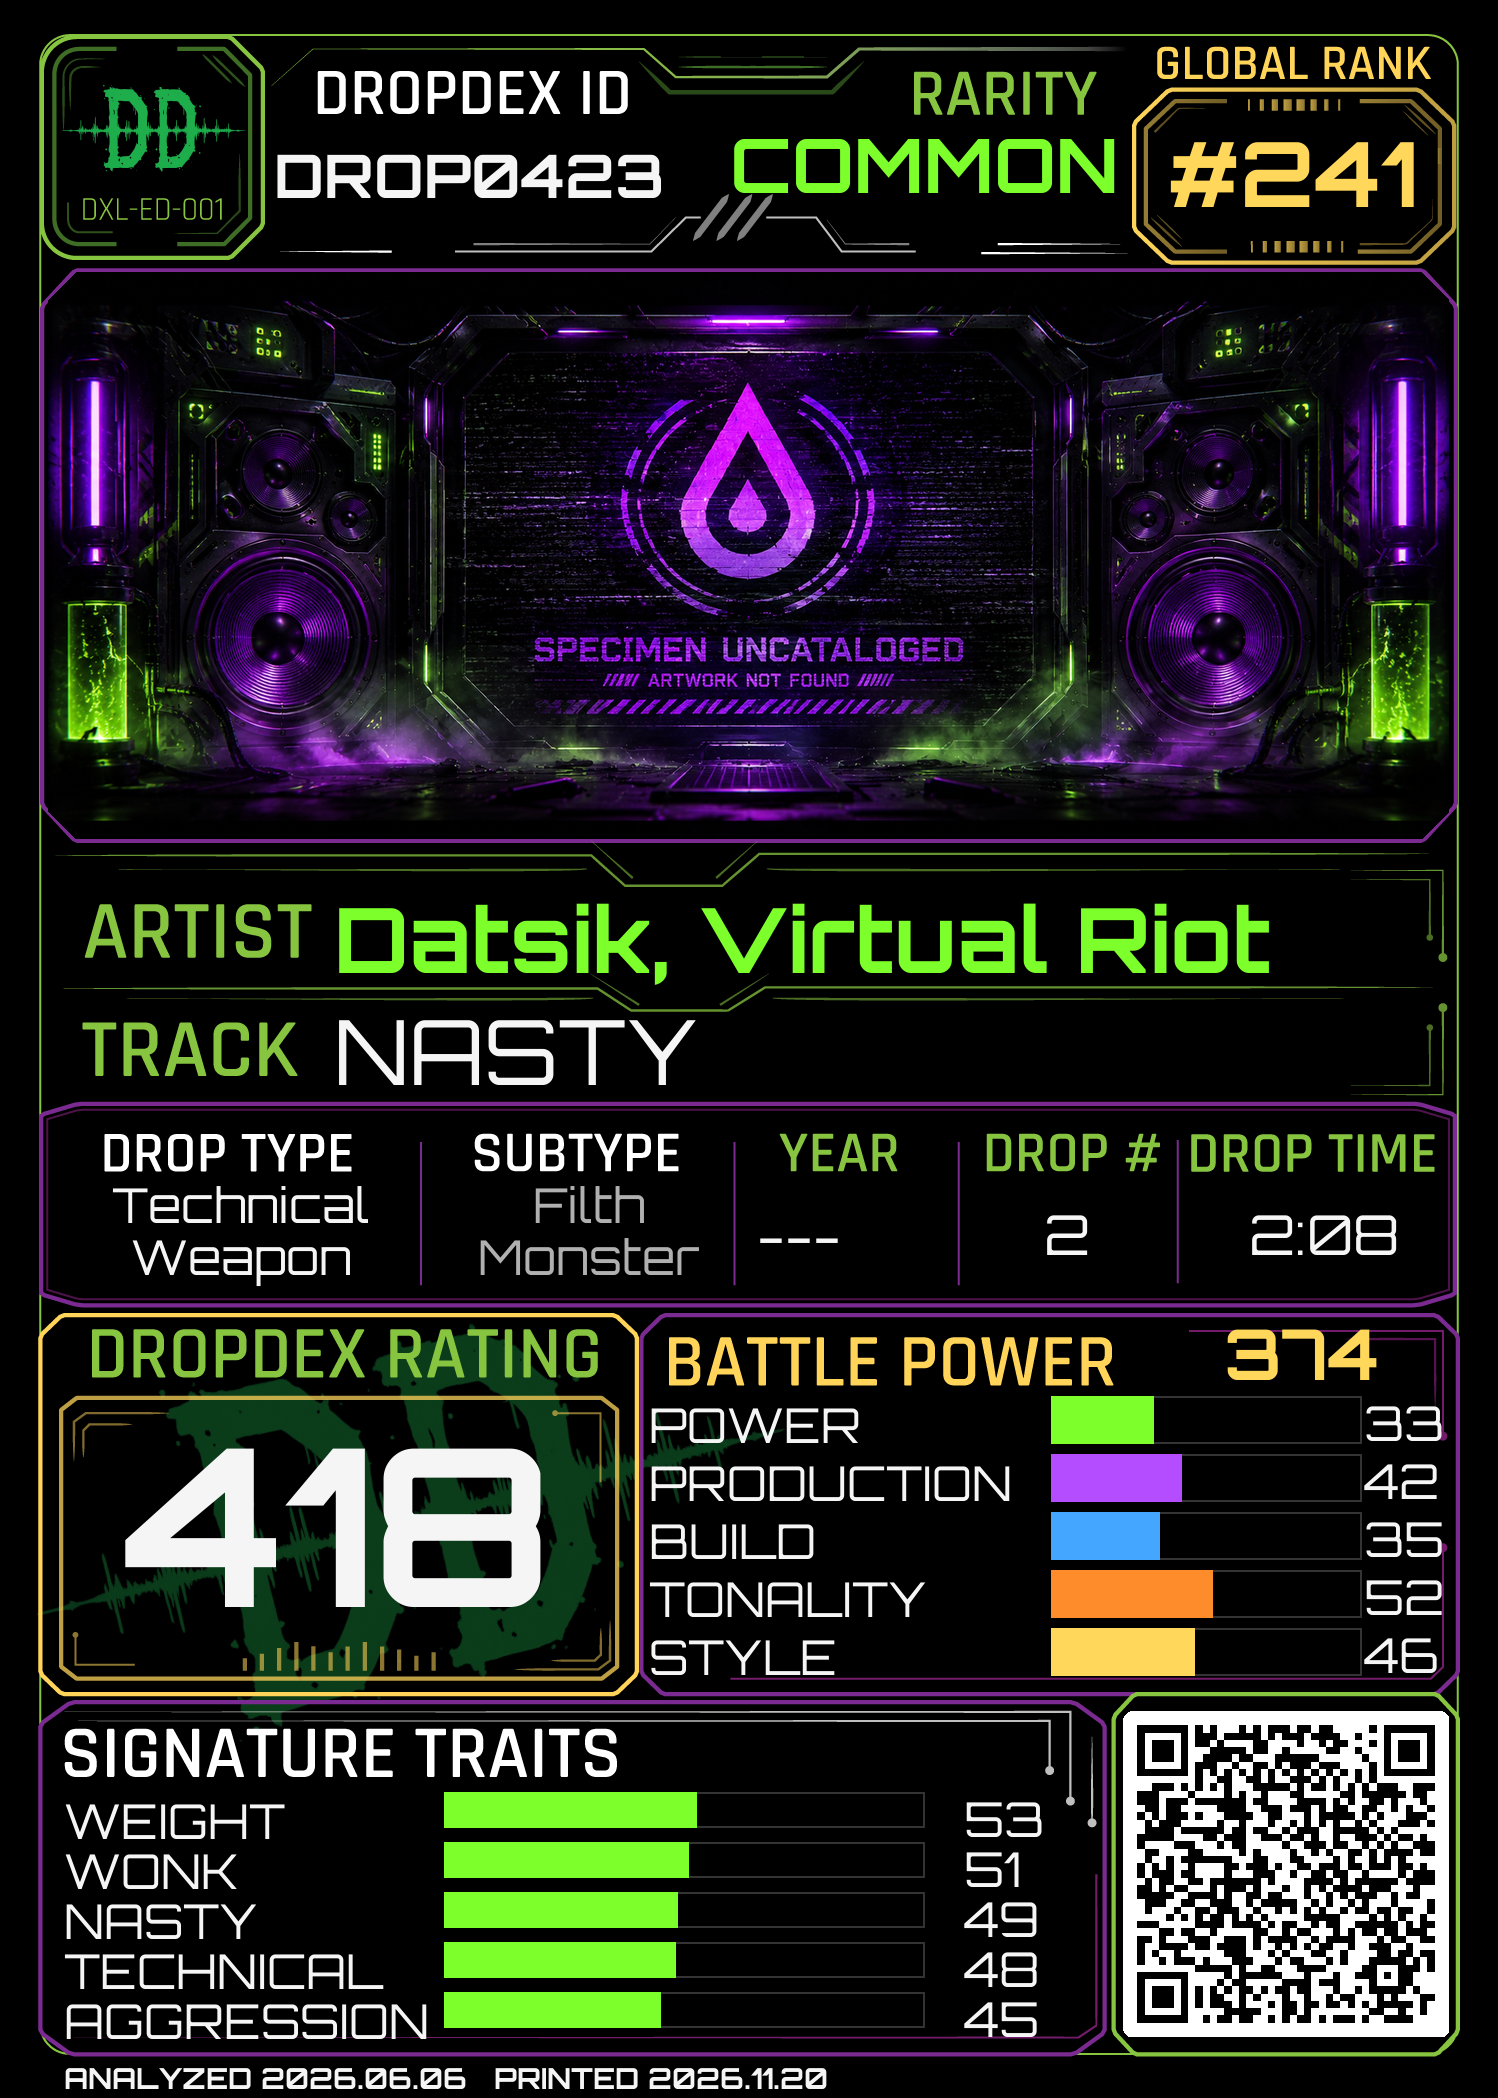 DROPDEX ID
DROP0423
RARITY
COMMON
GLOBAL RANK
#241
DD
DXL-ED-001
SPECIMEN UNCATALOGED
ARTWORK NOT FOUND
ARTIST Datsik, Virtual Riot
TRACK NASTY
DROP TYPE
Technical
Weapon
SUBTYPE
Filth
Monster
YEAR
---
DROP #
2
DROP TIME
2:08
DROPDEX RATING
418
BATTLE POWER 374
POWER 33
PRODUCTION 42
BUILD 35
TONALITY 52
STYLE 46
SIGNATURE TRAITS
WEIGHT 53
WONK 51
NASTY 49
TECHNICAL 48
AGGRESSION 45
ANALYZED 2026.06.06 PRINTED 2026.11.20